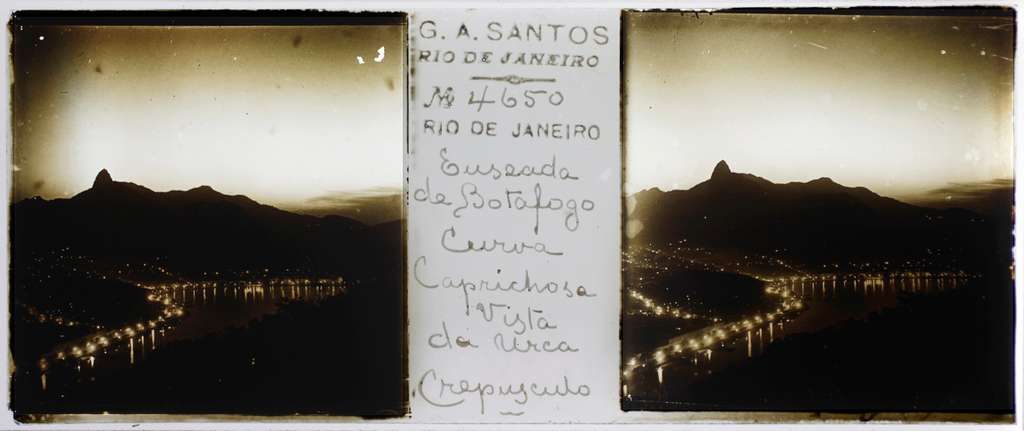 G. A. SANTOS
RIO DE JANEIRO
Nº 4650
RIO DE JANEIRO
Enseada
de Botafogo
Curva
Caprichosa
Vista
da Urca
Crepusculo